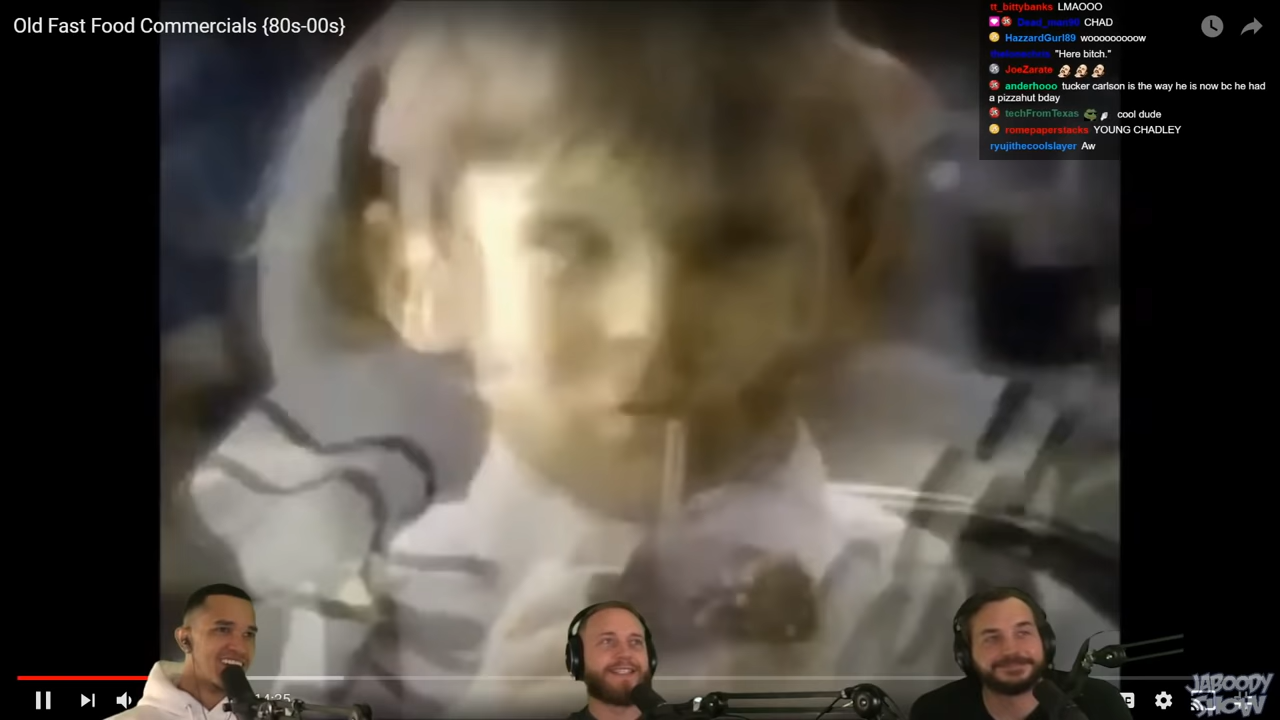 Old Fast Food Commercials {80s-00s}
tt_bittybanks LMAOOO
Dead_mac90 CHAD
HazzardGurl89 wooooooooow
"Here bitch."
JoeZarate
anderhooo tucker carlson is the way he is now bc he had
a pizzahut bday
techFromTexas cool dude
romepaperstacks YOUNG CHADLEY
ryujithecoolslayer Aw
14:25
JABOODY
SHOW